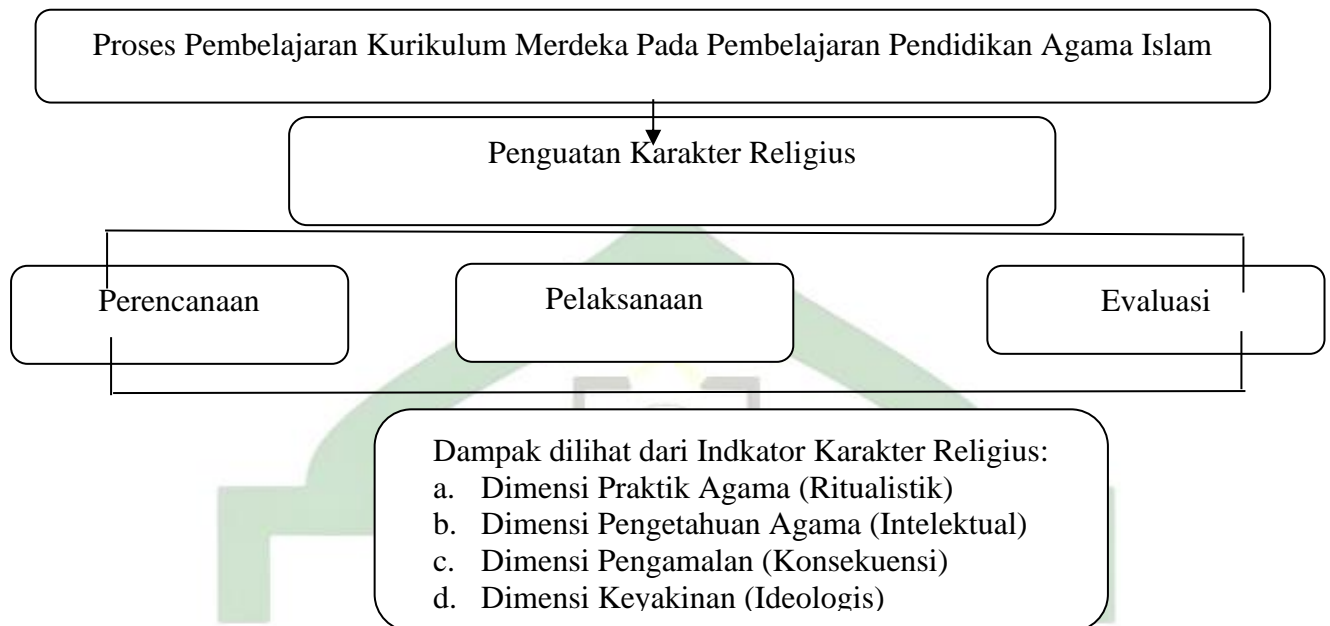 Proses Pembelajaran Kurikulum Merdeka Pada Pembelajaran Pendidikan Agama Islam
Penguatan Karakter Religius
Perencanaan
Pelaksanaan
Evaluasi
Dampak dilihat dari Indkator Karakter Religius:
a. Dimensi Praktik Agama (Ritualistik)
b. Dimensi Pengetahuan Agama (Intelektual)
c. Dimensi Pengamalan (Konsekuensi)
d. Dimensi Keyakinan (Ideologis)